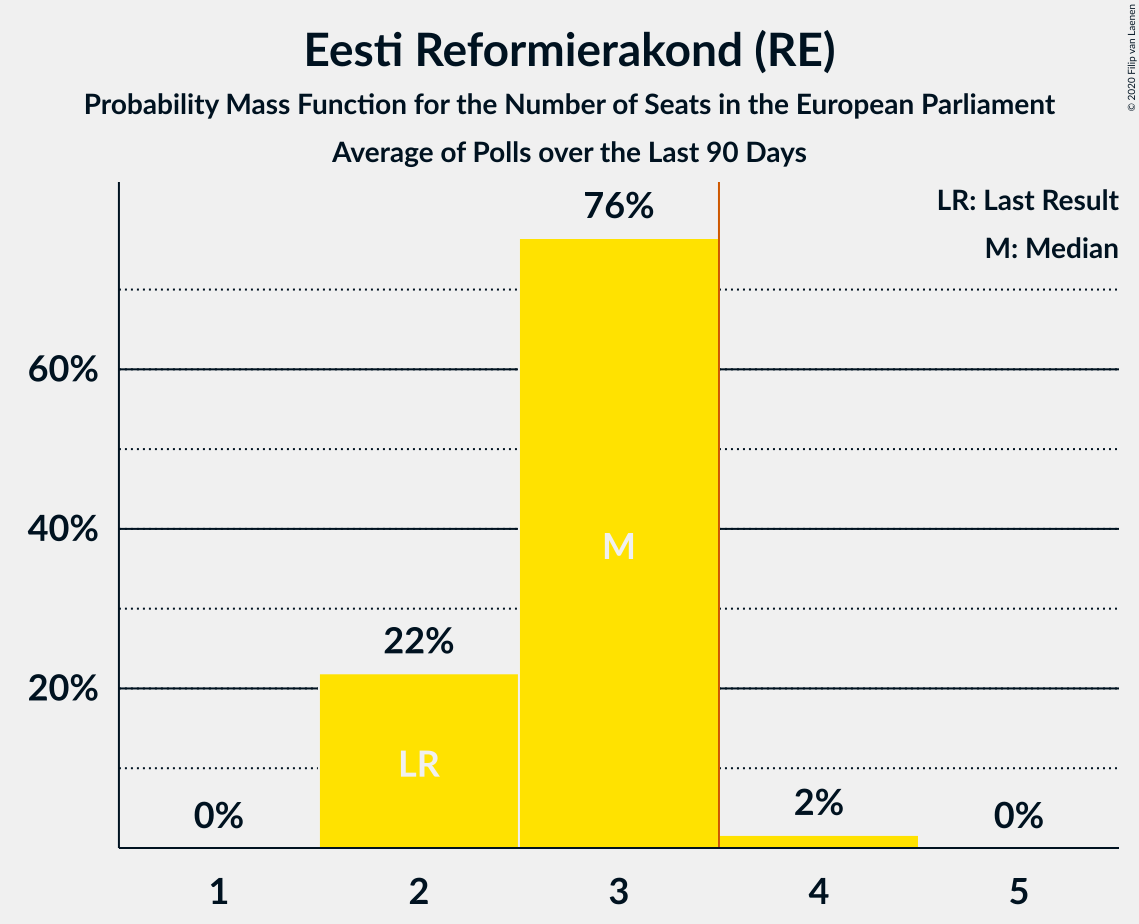 Eesti Reformierakond (RE)
Probability Mass Function for the Number of Seats in the European Parliament
Average of Polls over the Last 90 Days
© 2020 Filip van Laenen
LR: Last Result
M: Median
76%
60%
M
40%
22%
20%
LR
0%
2%
0%
1 2 3 4 5